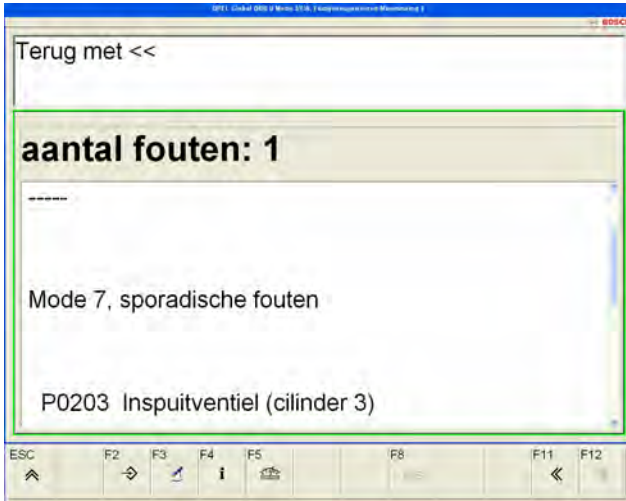 BOSCH
Terug met <<
aantal fouten: 1
-----
Mode 7, sporadische fouten
P0203 Inspuitventiel (cilinder 3)
ESC F2 F3 F4 F5 F8 F11 F12